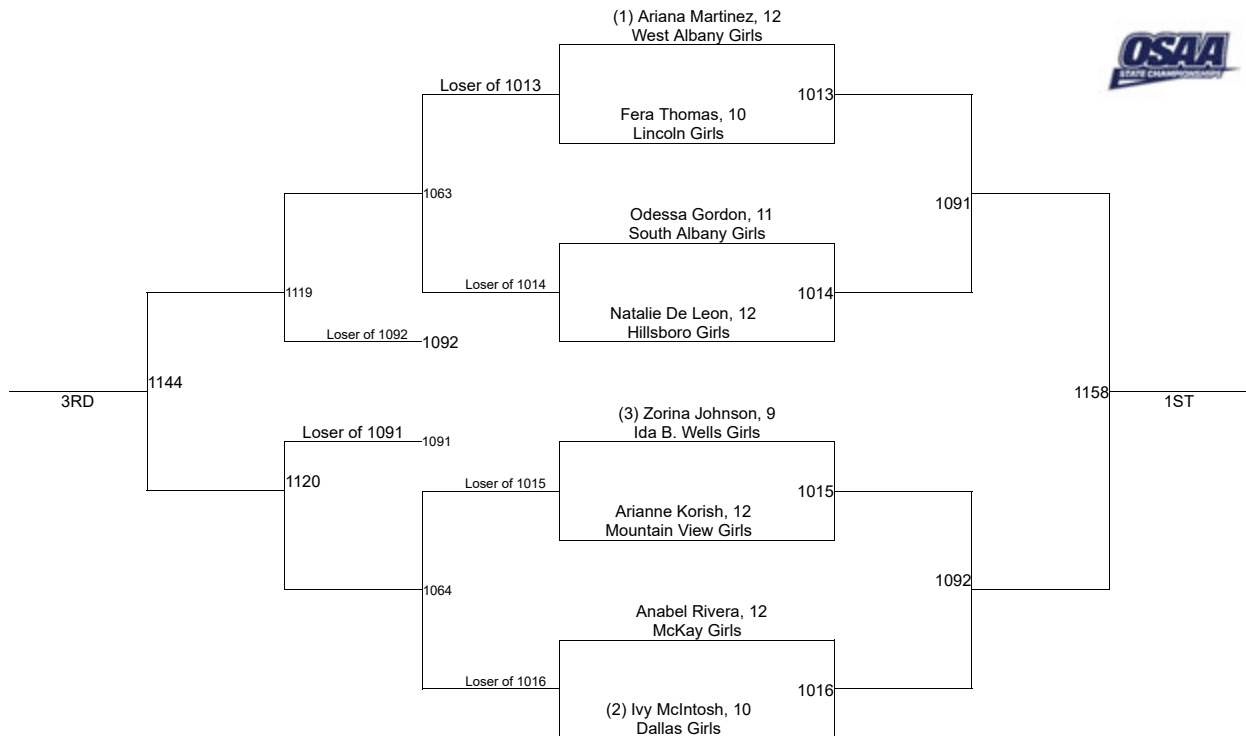 (1) Ariana Martinez, 12
West Albany Girls
OSAA
STATE CHAMPIONSHIPS
Loser of 1013
1013
Fera Thomas, 10
Lincoln Girls
1063
1091
Odessa Gordon, 11
South Albany Girls
Loser of 1014
1014
1119
Natalie De Leon, 12
Hillsboro Girls
Loser of 1092
1092
1144
3RD
1158
1ST
(3) Zorina Johnson, 9
Ida B. Wells Girls
Loser of 1091
1091
1120
Loser of 1015
1015
Arianne Korish, 12
Mountain View Girls
1064
1092
Anabel Rivera, 12
McKay Girls
Loser of 1016
1016
(2) Ivy McIntosh, 10
Dallas Girls